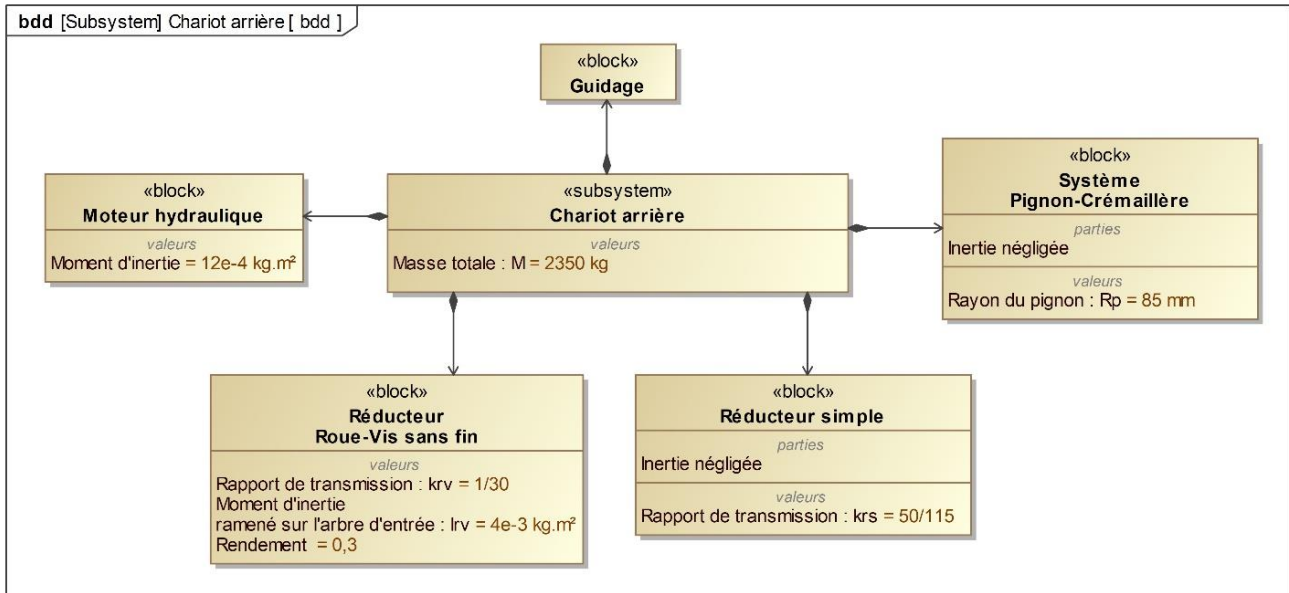 bdd [Subsystem] Chariot arrière [ bdd ]
«block»
Guidage
«block»
Moteur hydraulique
valeurs
Moment d'inertie = 12e-4 kg.m²
«subsystem»
Chariot arrière
valeurs
Masse totale : M = 2350 kg
«block»
Système
Pignon-Crémaillère
parties
Inertie négligée
valeurs
Rayon du pignon : Rp = 85 mm
«block»
Réducteur
Roue-Vis sans fin
valeurs
Rapport de transmission : krv = 1/30
Moment d'inertie
ramené sur l'arbre d'entrée : Irv = 4e-3 kg.m²
Rendement = 0,3
«block»
Réducteur simple
parties
Inertie négligée
valeurs
Rapport de transmission : krs = 50/115